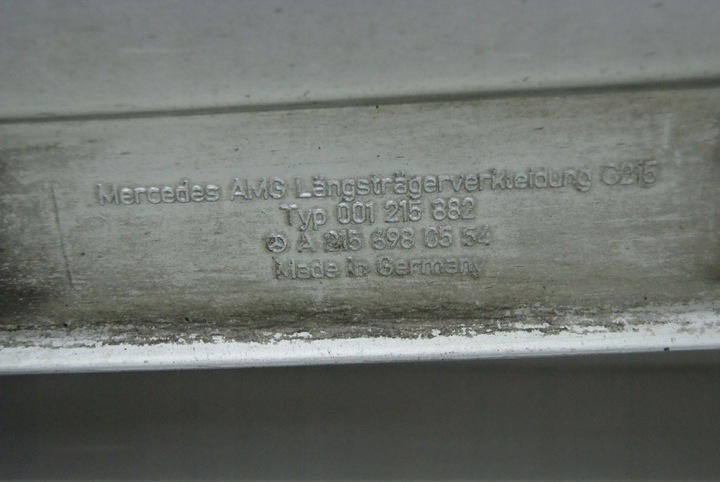 Mercedes AMG Längsträgerverkleidung C215
Typ 001 215 882
A 215 698 05 54
Made in Germany